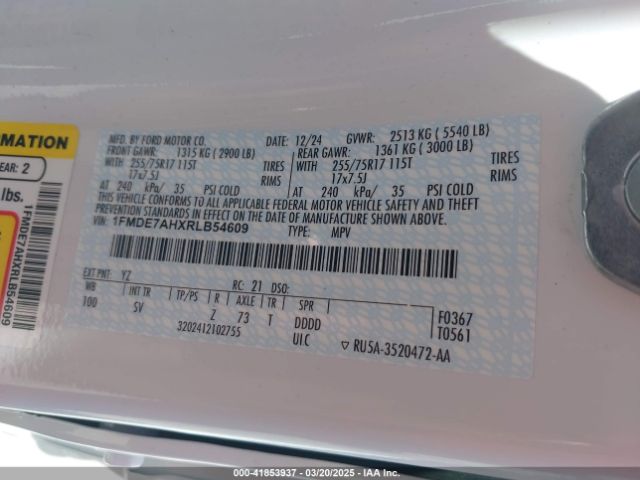 RMATION
EAR: 2
lbs.
1FMDE7AHXRLB54609
MFD. BY FORD MOTOR CO.
12/24 GVWR: 2513 KG ( 5540 LB)
FRONT GAWR: 1315 KG ( 2900 LB)
REAR GAWR: 1361 KG ( 3000 LB)
WITH 255/75R17 115T TIRES
WITH 255/75R17 115T TIRES
17x7.5J RIMS
17x7.5J RIMS
AT 240 kPa/ 35 PSI COLD
AT 240 kPa/ 35 PSI COLD
THIS VEHICLE CONFORMS TO ALL APPLICABLE FEDERAL MOTOR VEHICLE SAFETY AND THEFT
PREVENTION STANDARDS IN EFFECT ON THE DATE OF MANUFACTURE SHOWN ABOVE.
VIN: 1FMDE7AHXRLB54609
TYPE: MPV
EXT PNT: YZ RC: 21 DSO:
WB INT TR TP/PS R AXLE TR SPR
100 SV Z 73 T DDDD
F0367
T0561
3202412102755 UIC
▽ RU5A-3520472-AA
000-41853937 - 03/20/2025 - IAA Inc.